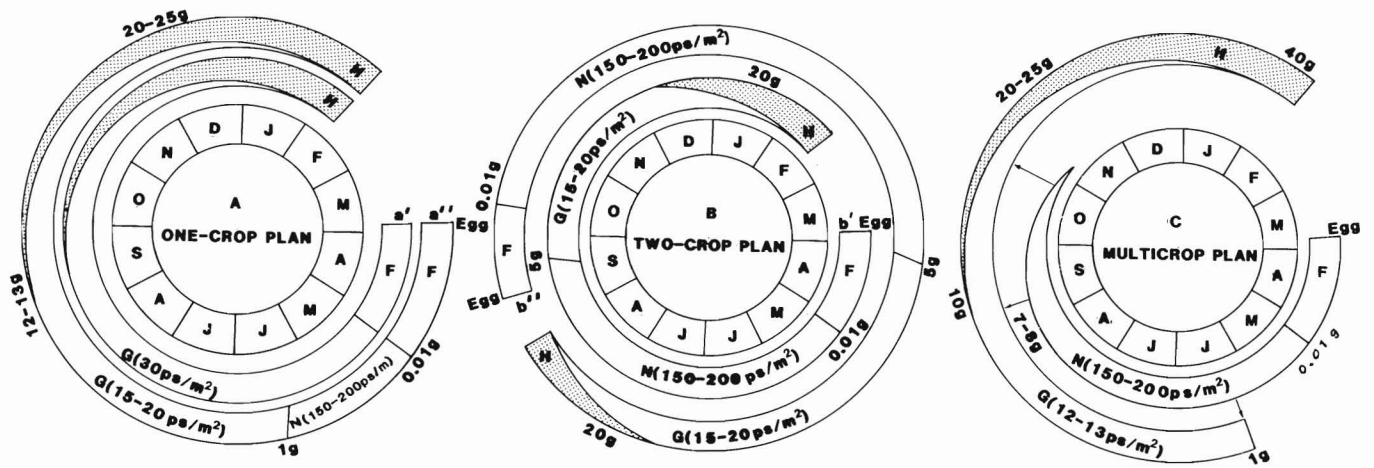 20-25g
H
H
D J F M A M J J A S O N
A
ONE-CROP PLAN
a' a'' Egg
F F
0.01g
N(150-200ps/m)
1g
G(30ps/m²)
G(15-20ps/m²)
12-13g
N(150-200ps/m²)
20g
H
G(15-20ps/m²)
D J F M A M J J A S O N
B
TWO-CROP PLAN
b' Egg
F
0.01g
N(150-200ps/m²)
5g
G(15-20ps/m²)
20g
H
0.01g
F
5g
Egg b''
20-25g
H
40g
D J F M A M J J A S O N
C
MULTICROP PLAN
Egg
F
0.01g
N(150-200ps/m²)
G(12-13ps/m²)
1g
7-8g
10g